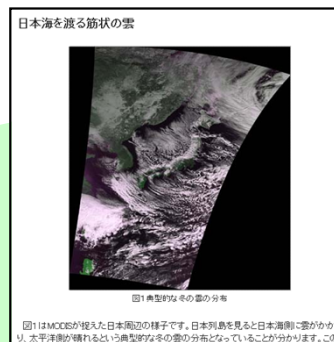 日本海を渡る筋状の雲
図1 典型的な冬の雲の分布
図1はMODISが捉えた日本周辺の様子です。日本列島を見ると日本海側に雲がかか
り、太平洋側が晴れるという典型的な冬の雲の分布となっていることが分かります。この